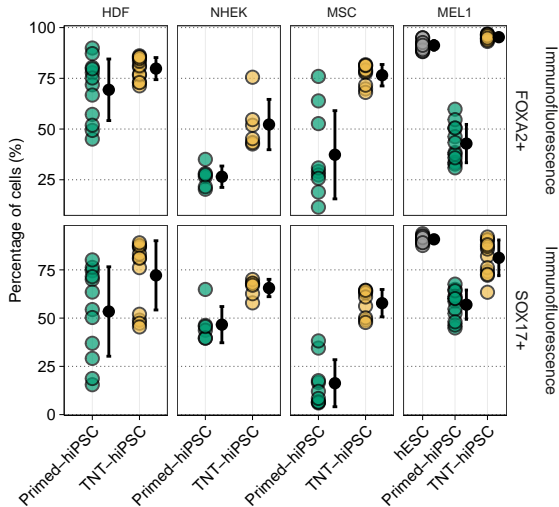 HDF NHEK MSC MEL1
Percentage of cells (%)
100
75
50
25
Immunofluorescence
FOXA2+
75
50
25
0
Immunofluorescence
SOX17+
Primed–hiPSC
TNT–hiPSC
Primed–hiPSC
TNT–hiPSC
Primed–hiPSC
TNT–hiPSC
hESC
Primed–hiPSC
TNT–hiPSC